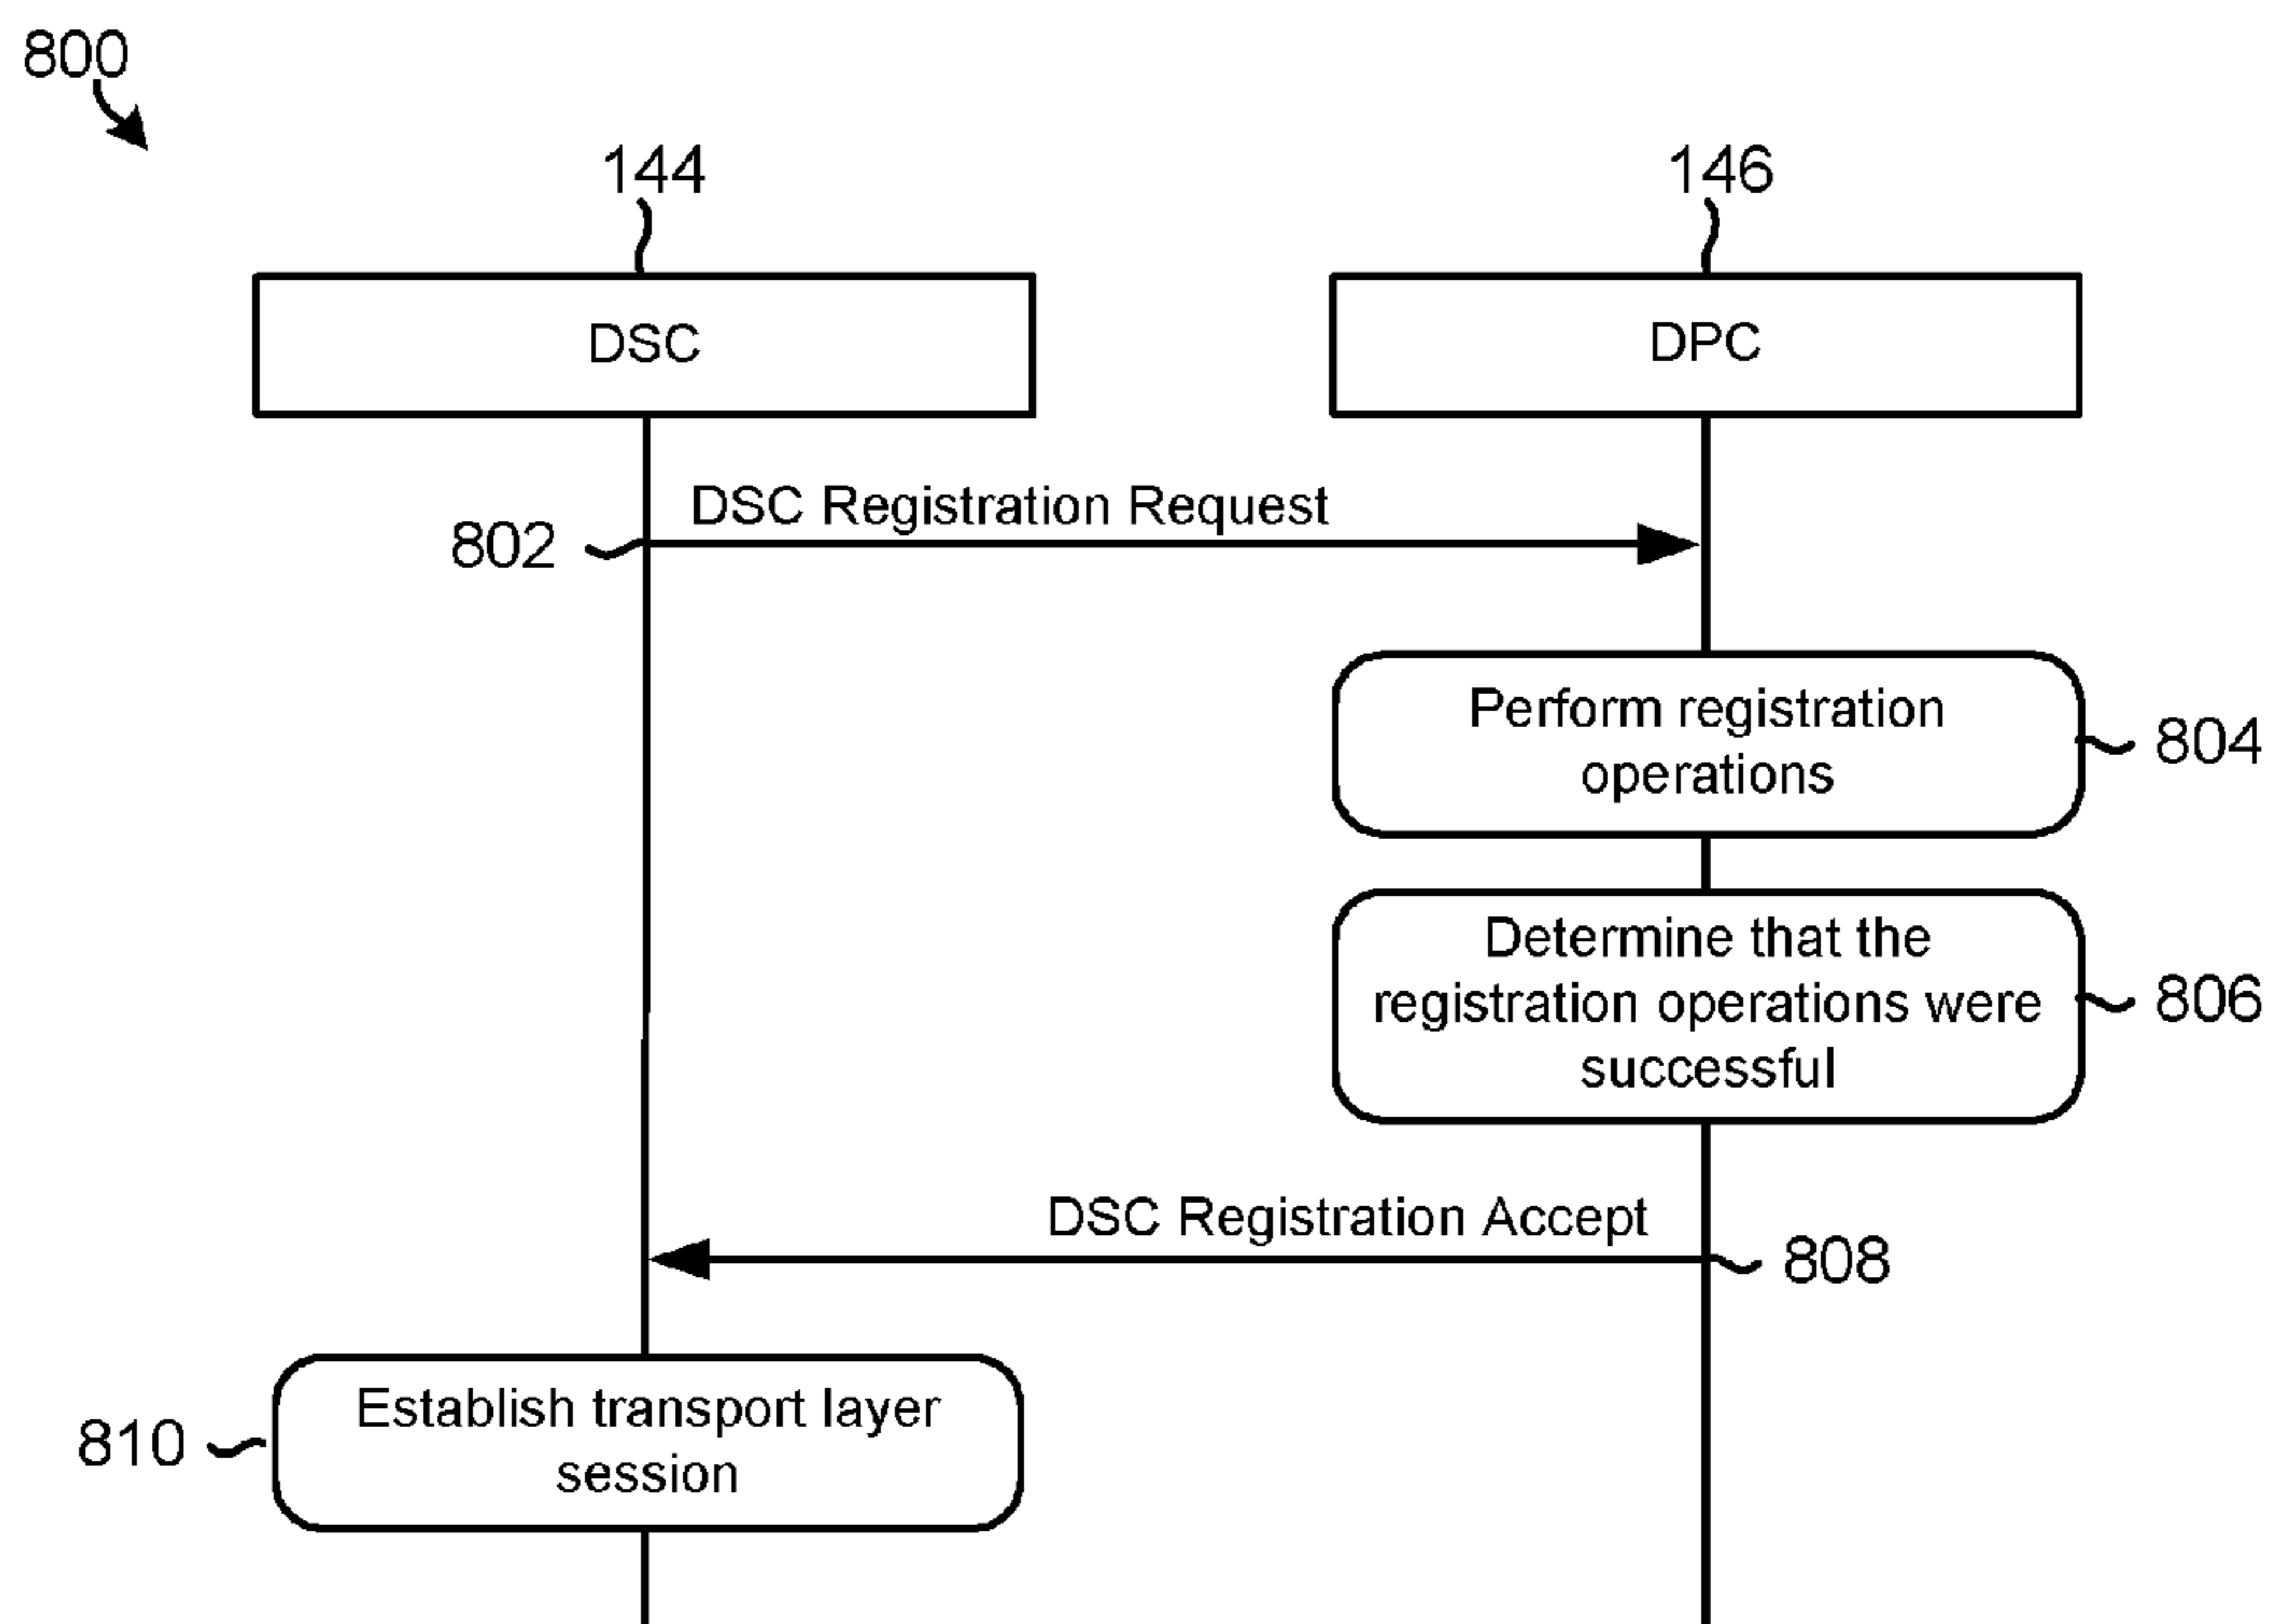 800
144
146
DSC
DPC
DSC Registration Request
802
Perform registration
operations
804
Determine that the
registration operations were
successful
806
DSC Registration Accept
808
Establish transport layer
session
810